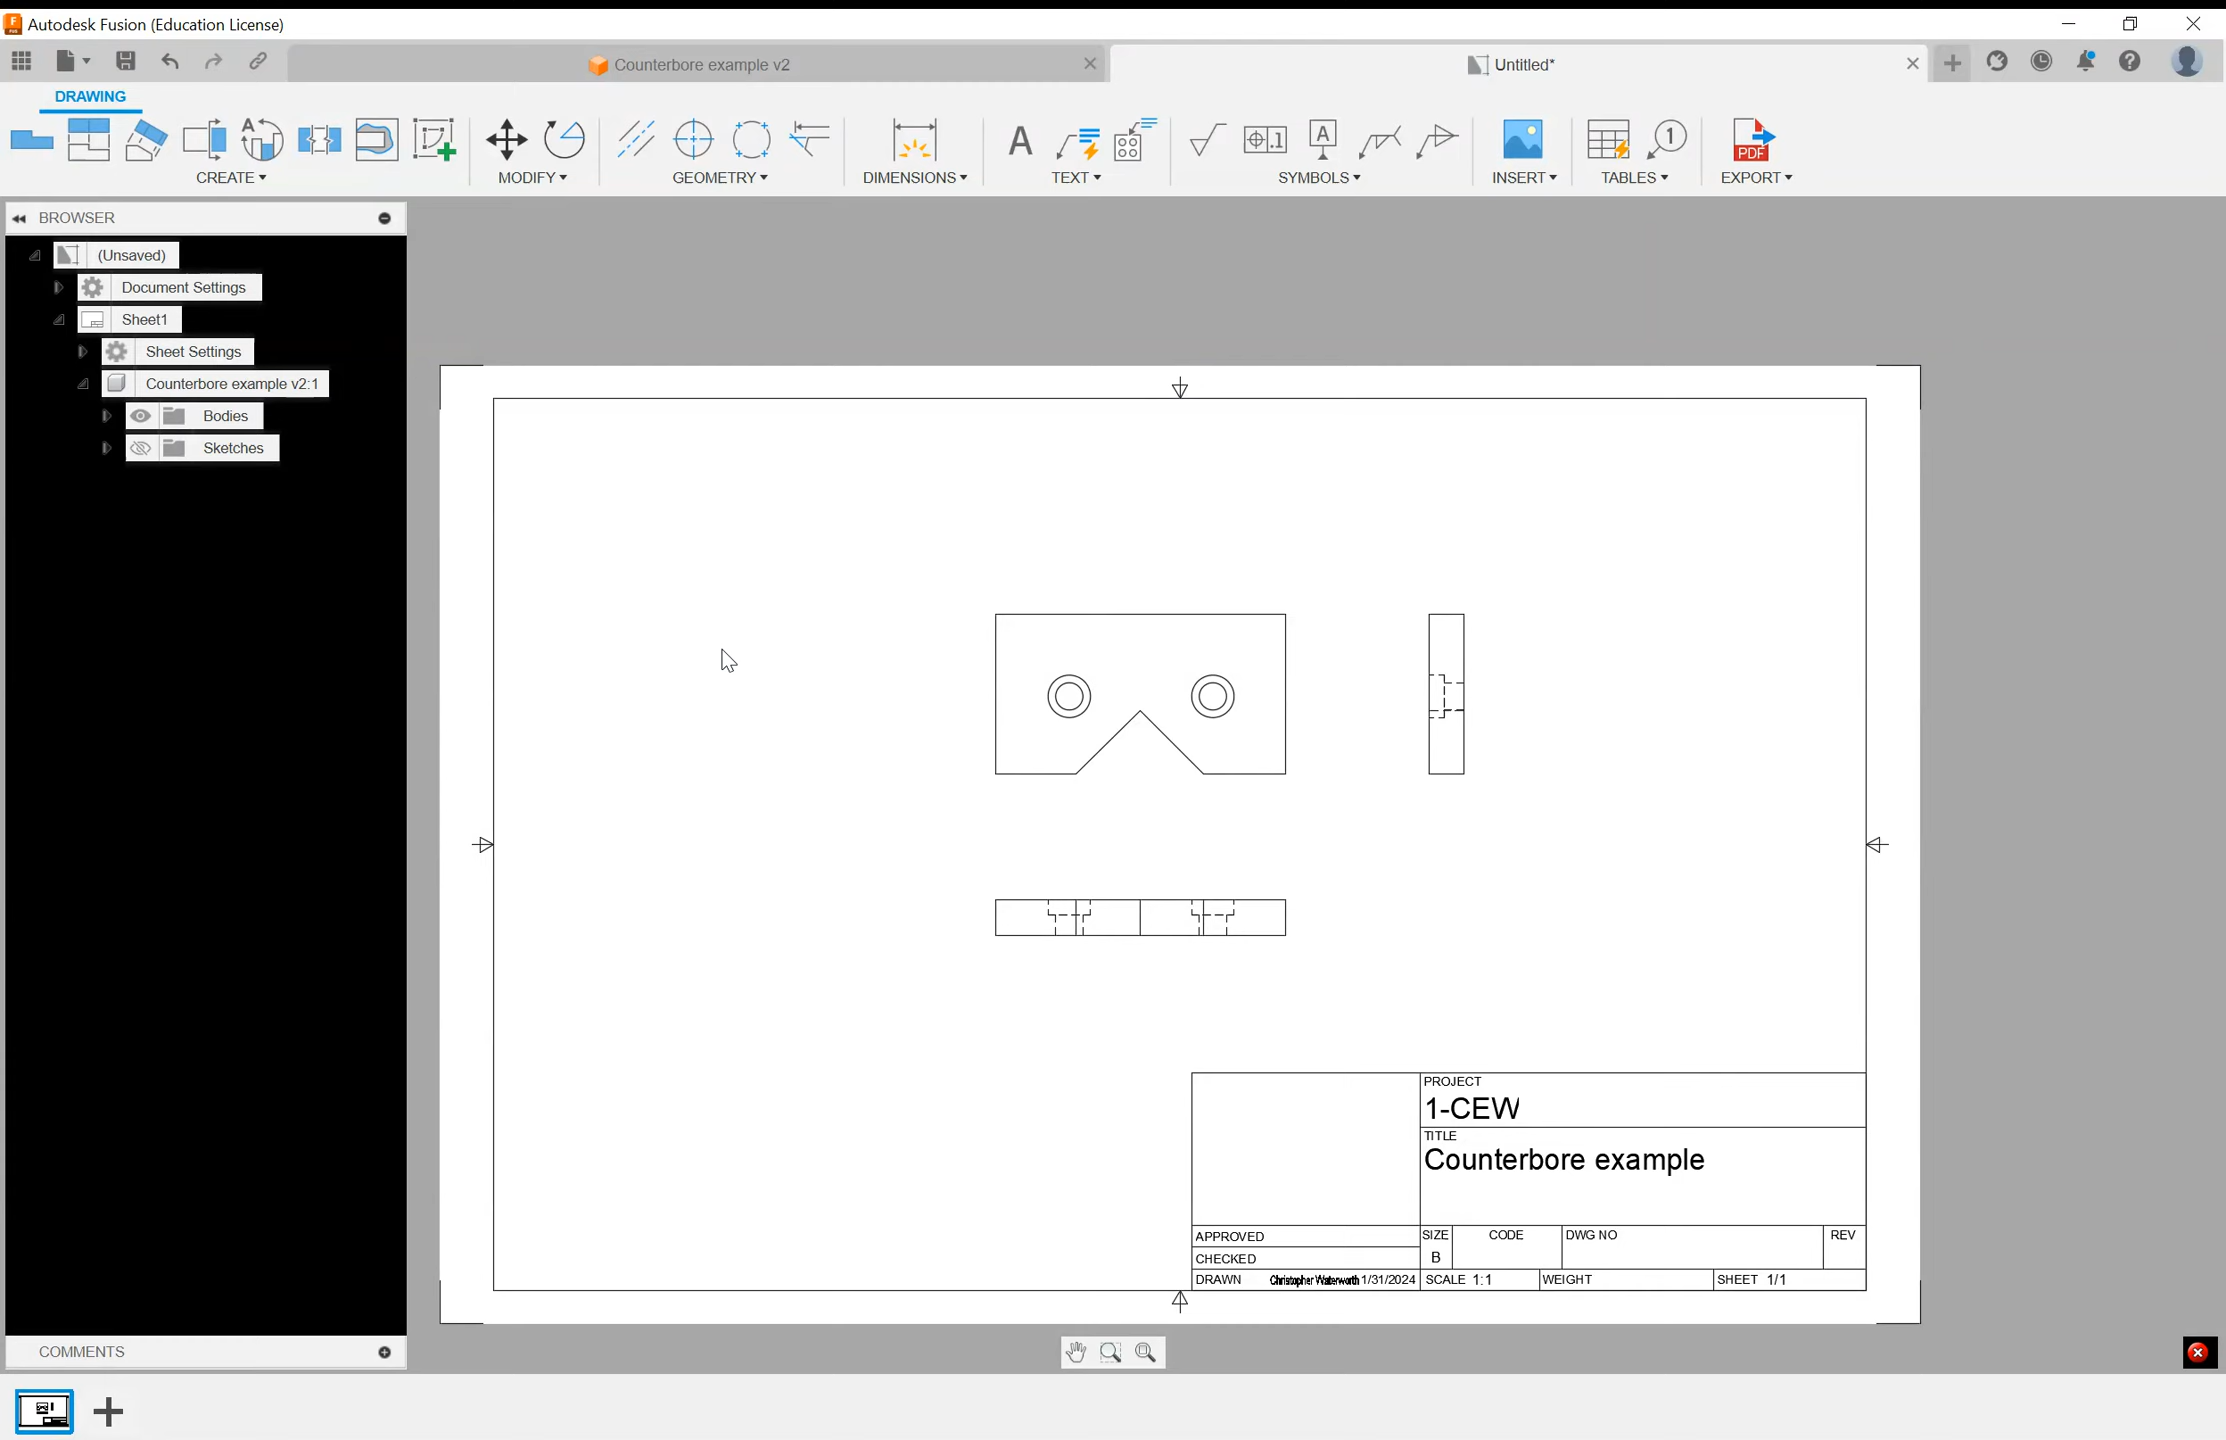 Autodesk Fusion (Education License)
Counterbore example v2
Untitled*
DRAWING
CREATE
MODIFY
GEOMETRY
DIMENSIONS
TEXT
SYMBOLS
INSERT
TABLES
EXPORT
BROWSER
(Unsaved)
Document Settings
Sheet1
Sheet Settings
Counterbore example v2:1
Bodies
Sketches
PROJECT
1-CEW
TITLE
Counterbore example
APPROVED
SIZE CODE DWG NO REV
CHECKED
B
DRAWN Christopher Waterworth 1/31/2024 SCALE 1:1 WEIGHT SHEET 1/1
COMMENTS